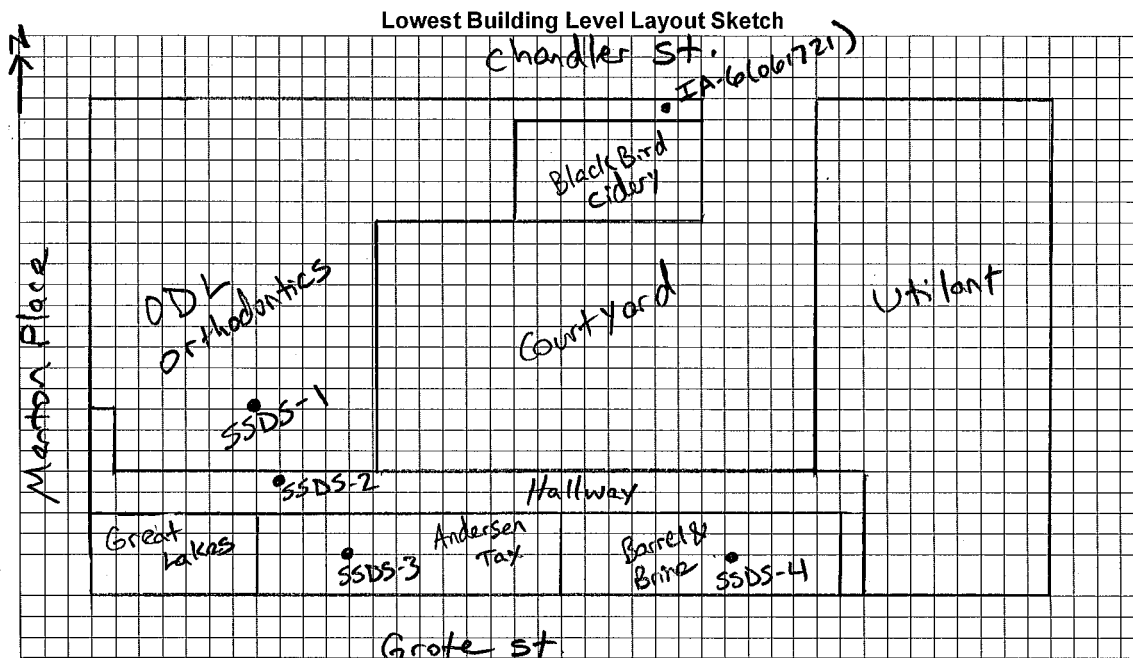 Lowest Building Level Layout Sketch
N
Chandler St.
IA-6(061721)
BlackBird
Cidery
ODL
Orthodontics
Courtyard
Utilant
Merton Place
SSDS-1
SSDS-2
Hallway
Great
Lakes
SSDS-3
Andersen
Tax
Barrel &
Brine
SSDS-4
Grote St